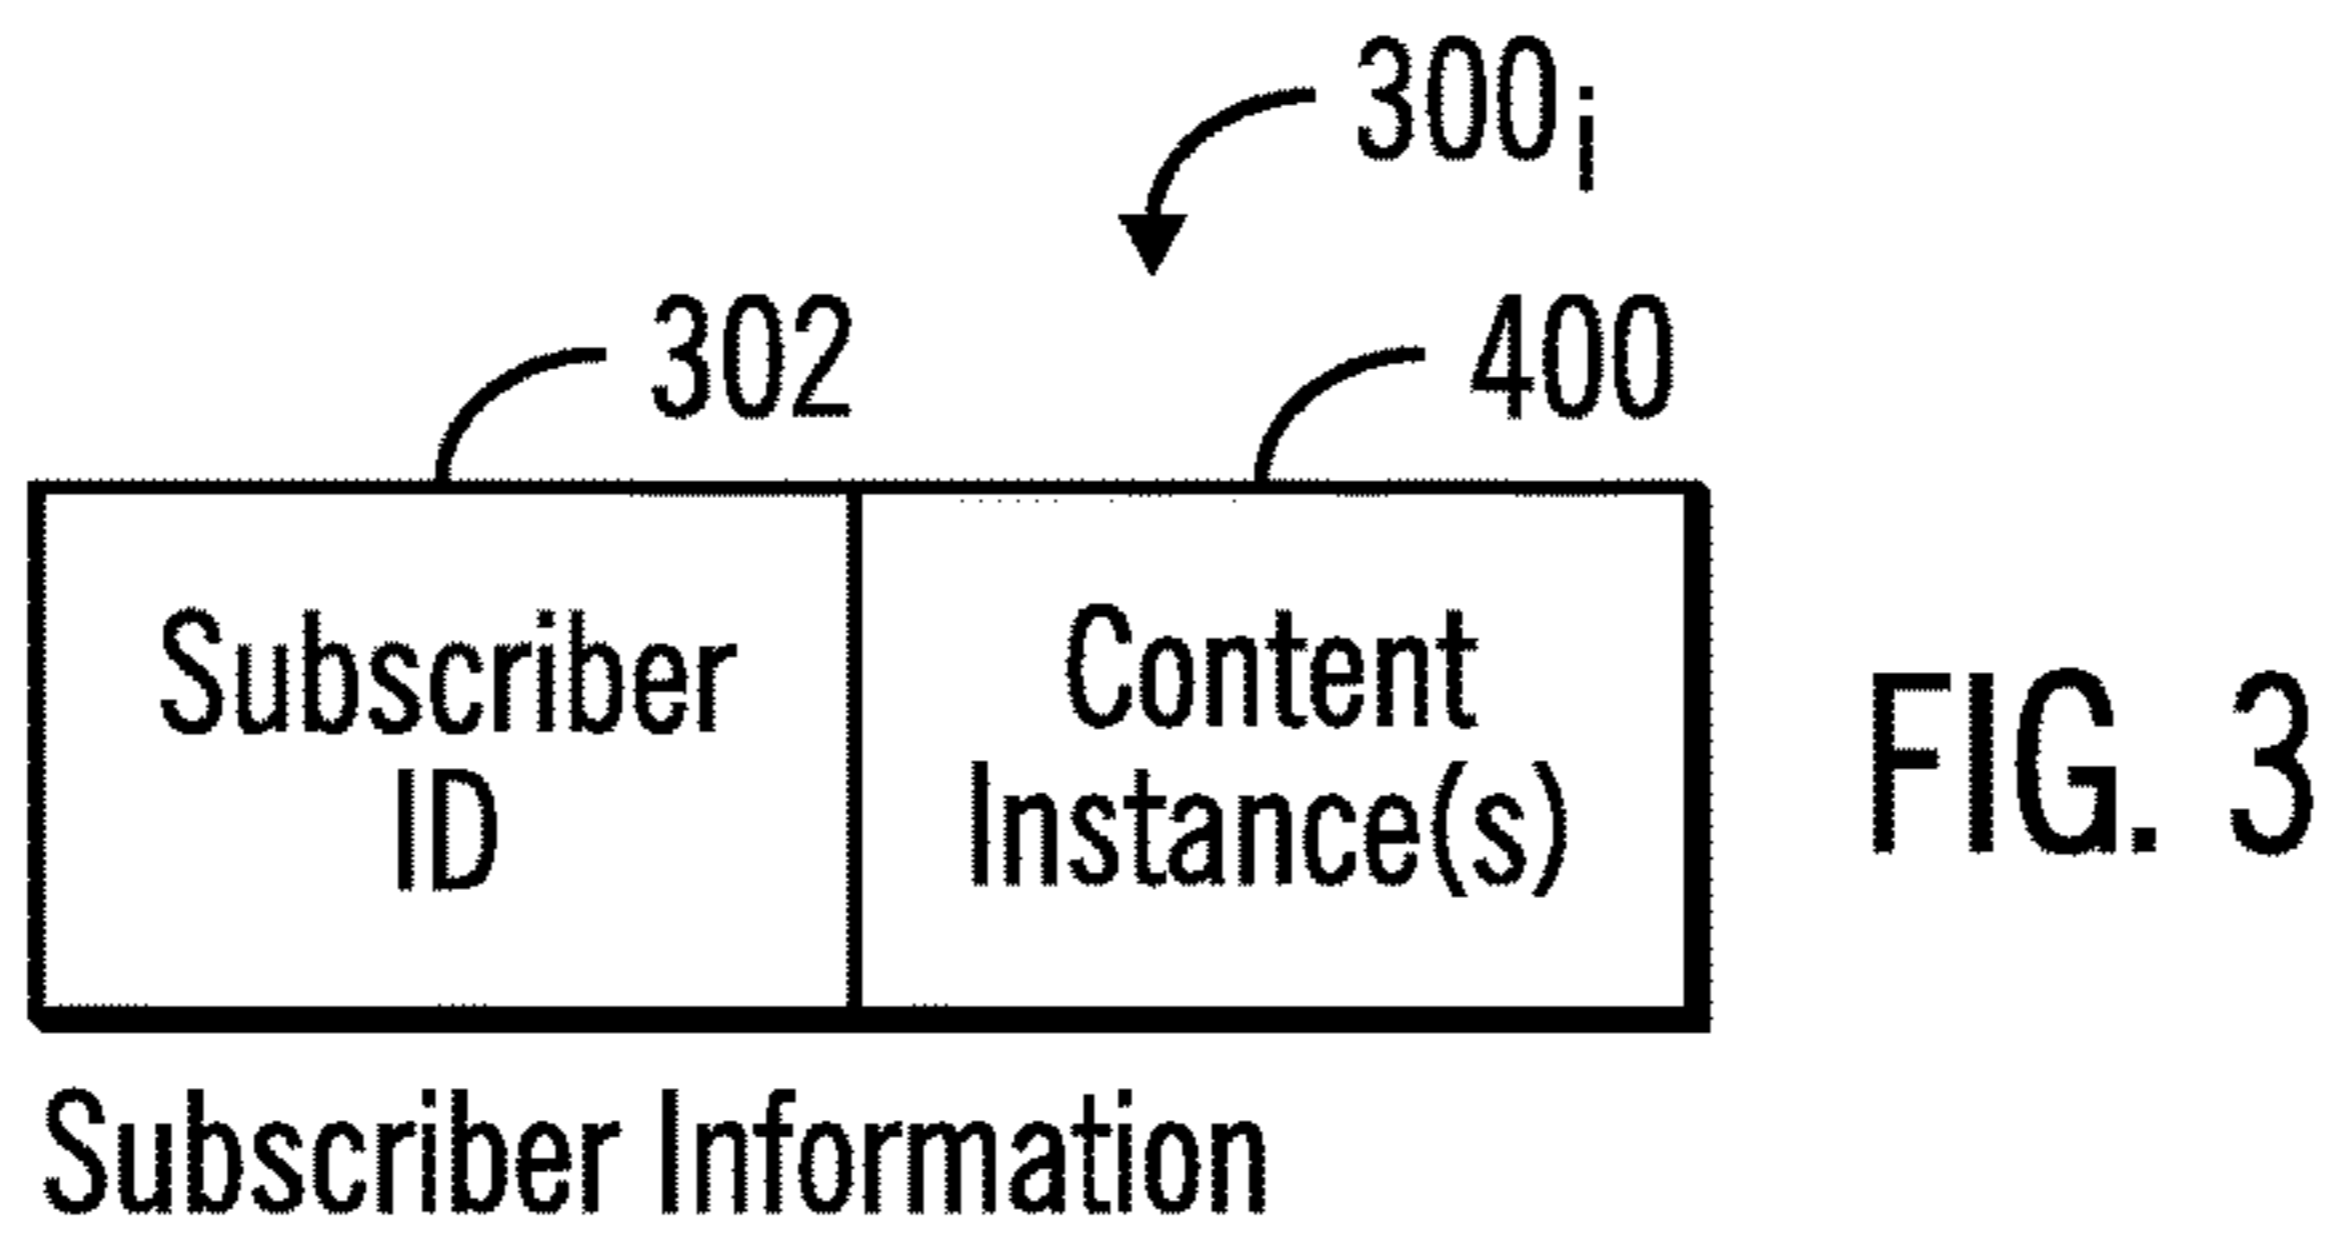 300i
302
400
Subscriber
ID
Content
Instance(s)
FIG. 3
Subscriber Information